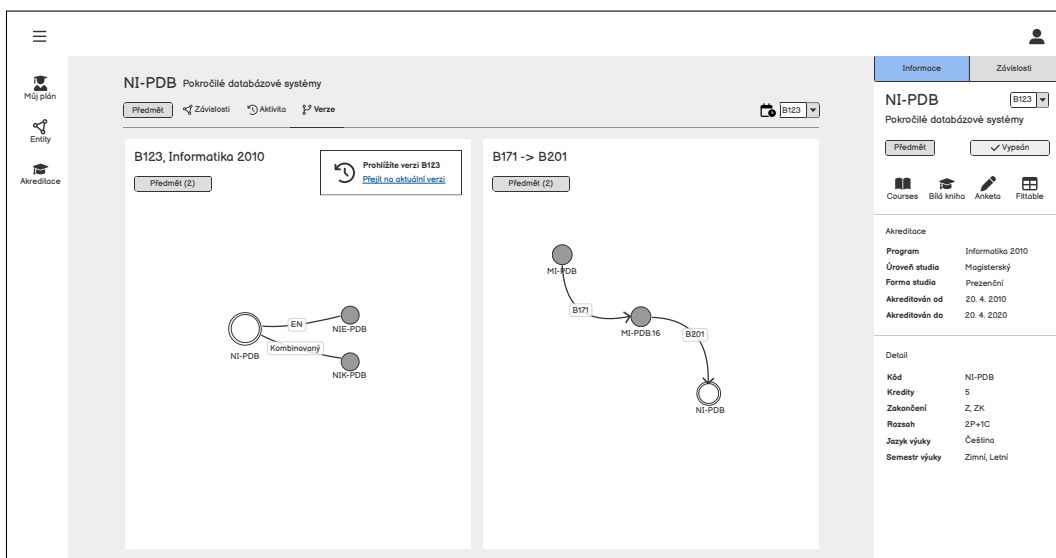 Můj plán
Entity
Akreditace
NI-PDB Pokročilé databázové systémy
Předmět Závislosti Aktivita Verze B123
B123, Informatika 2010
Předmět (2)
Prohlížíte verzi B123
Přejít na aktuální verzi
EN
NIE-PDB
Kombinovaný
NI-PDB
NIK-PDB
B171 -> B201
Předmět (2)
MI-PDB
B171
MI-PDB.16
B201
NI-PDB
Informace Závislosti
NI-PDB B123
Pokročilé databázové systémy
Předmět Vypsán
Courses Bílá kniha Anketa Fittable
Akreditace
Program Informatika 2010
Úroveň studia Magisterský
Forma studia Prezenční
Akreditován od 20. 4. 2010
Akreditován do 20. 4. 2020
Detail
Kód NI-PDB
Kredity 5
Zakončení Z, ZK
Rozsah 2P+1C
Jazyk výuky Čeština
Semestr výuky Zimní, Letní